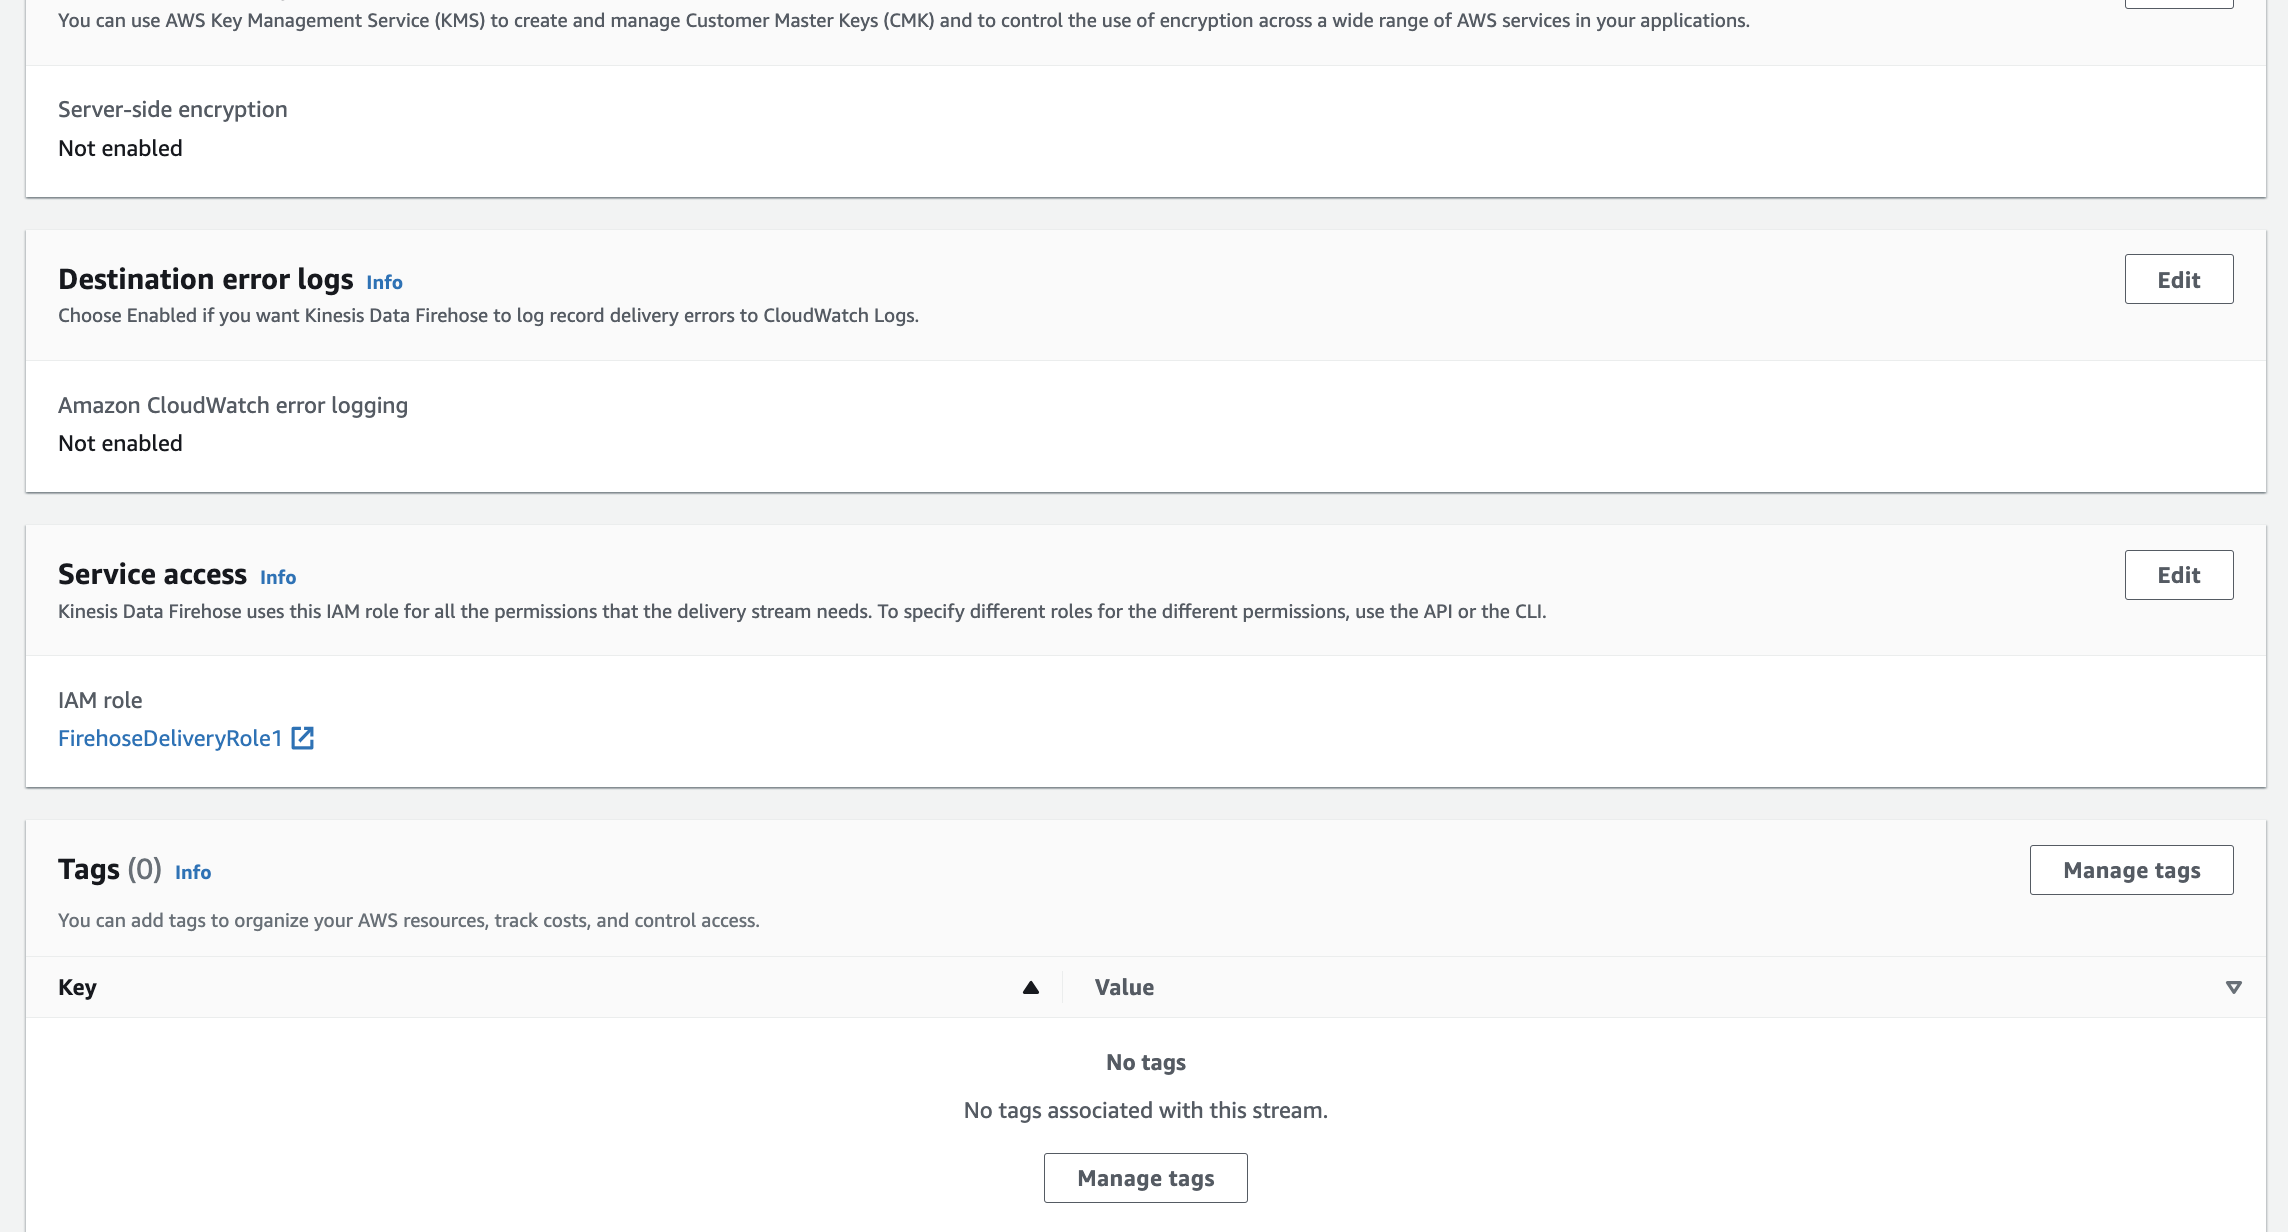 You can use AWS Key Management Service (KMS) to create and manage Customer Master Keys (CMK) and to control the use of encryption across a wide range of AWS services in your applications.
Server-side encryption
Not enabled
Destination error logs Info
Edit
Choose Enabled if you want Kinesis Data Firehose to log record delivery errors to CloudWatch Logs.
Amazon CloudWatch error logging
Not enabled
Service access Info
Edit
Kinesis Data Firehose uses this IAM role for all the permissions that the delivery stream needs. To specify different roles for the different permissions, use the API or the CLI.
IAM role
FirehoseDeliveryRole1
Tags (0) Info
Manage tags
You can add tags to organize your AWS resources, track costs, and control access.
Key Value
No tags
No tags associated with this stream.
Manage tags